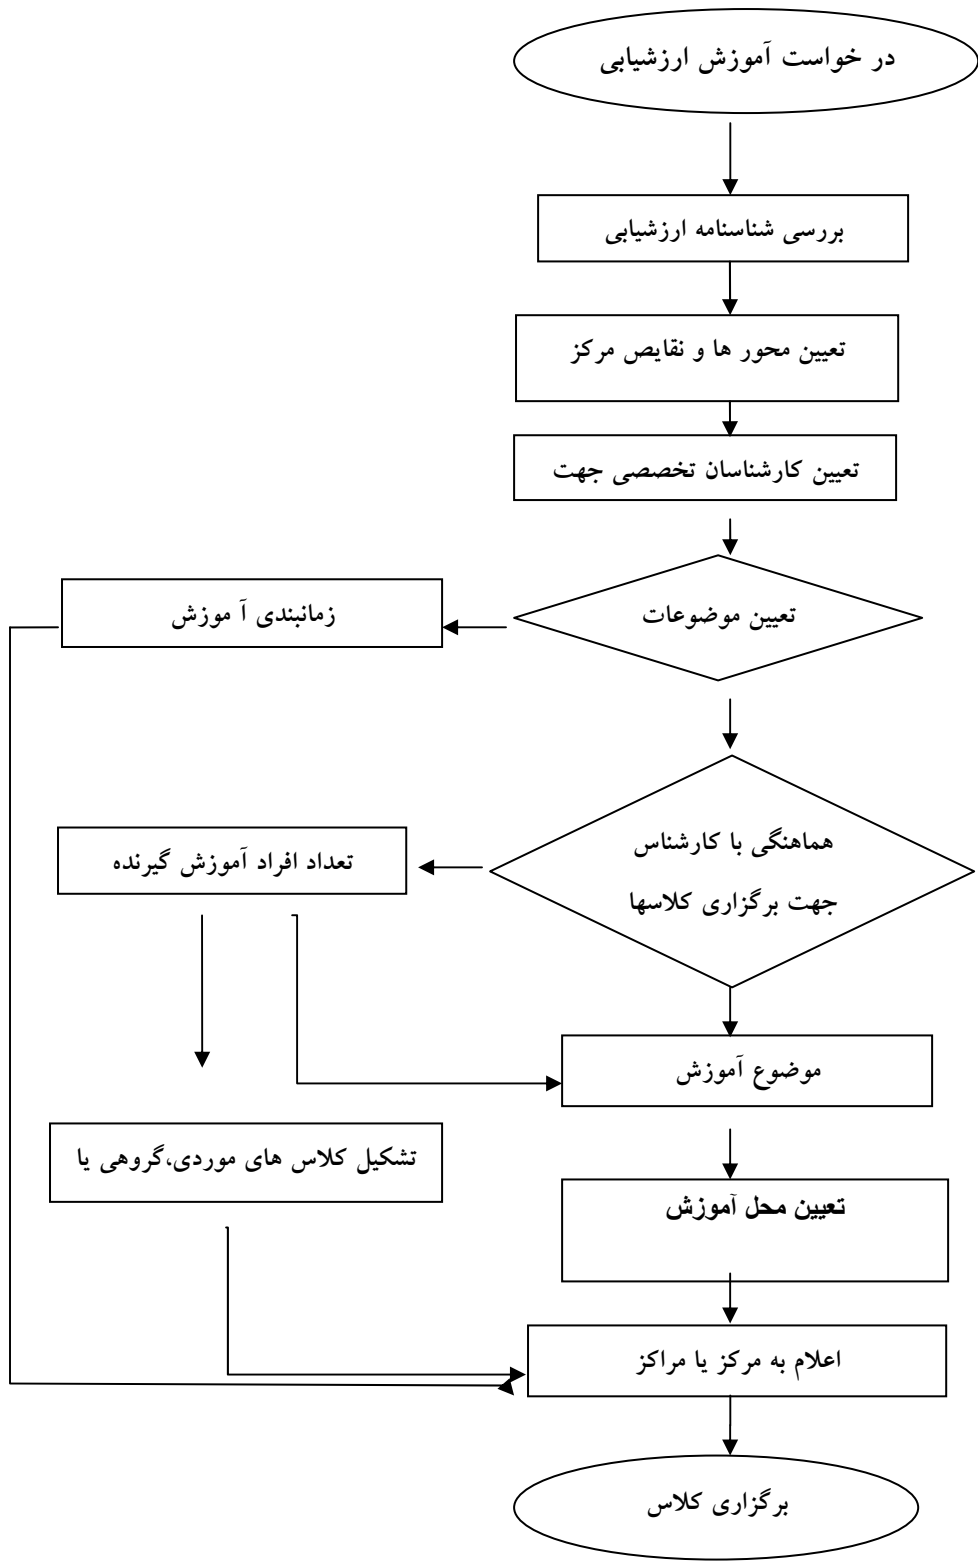 در خواست آموزش ارزشیابی
بررسی شناسنامه ارزشیابی
تعیین محور ها و نقایص مرکز
تعیین کارشناسان تخصصی جهت
تعیین موضوعات
زمانبندی آ موزش
هماهنگی با کارشناس
جهت برگزاری کلاسها
تعداد افراد آموزش گیرنده
موضوع آموزش
تشکیل کلاس های موردی،گروهی یا
تعیین محل آموزش
اعلام به مرکز یا مراکز
برگزاری کلاس